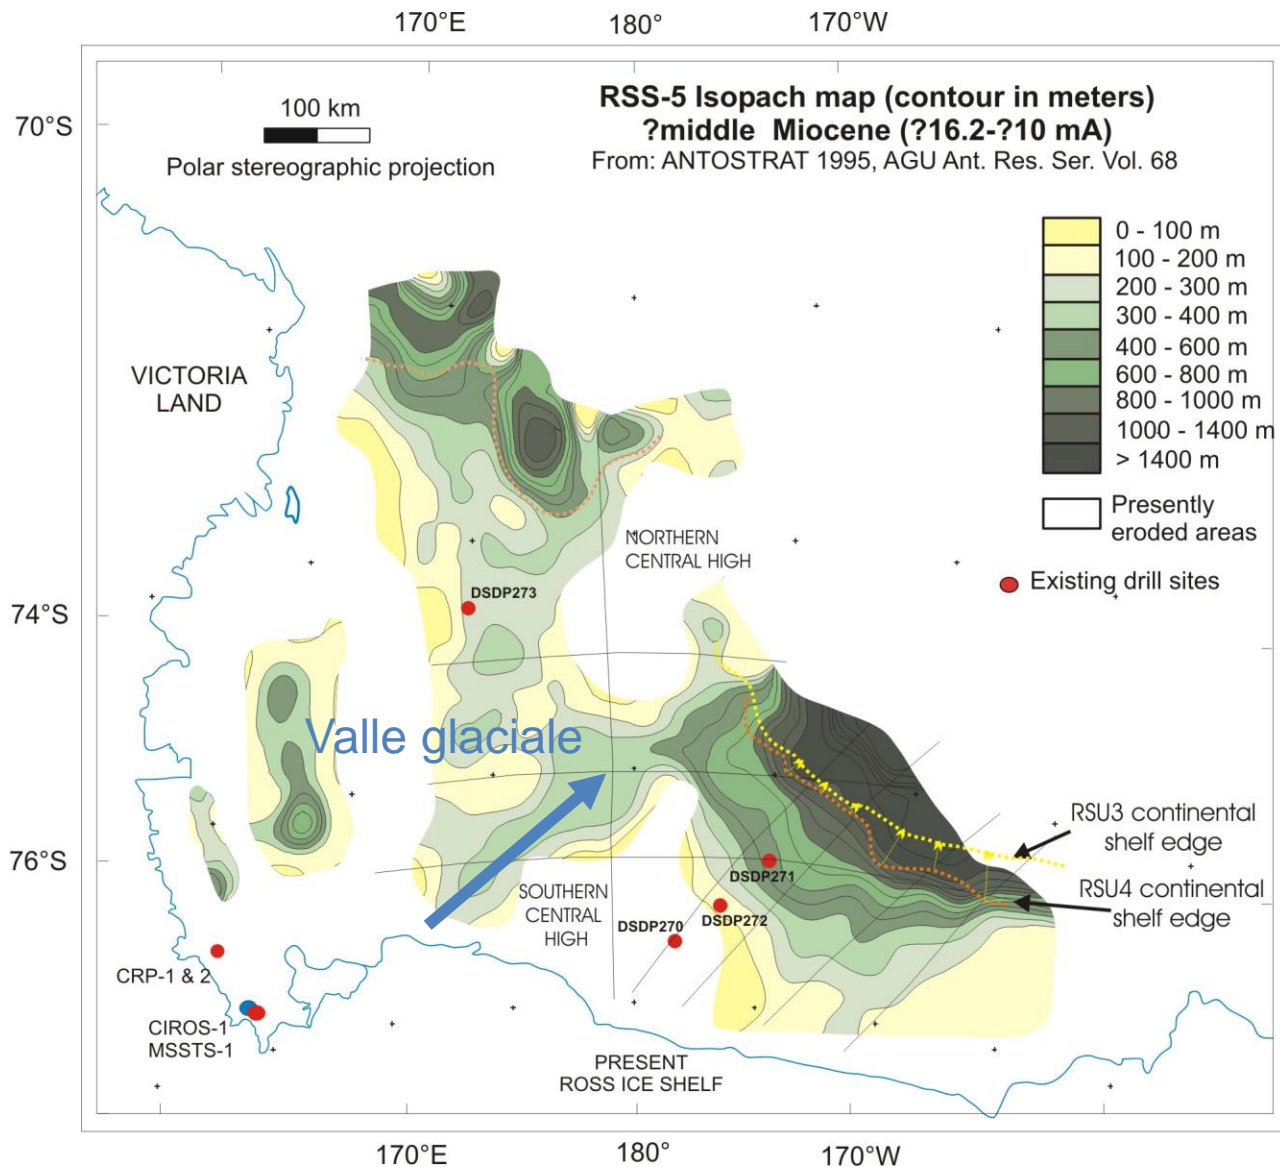 170°E
180°
170°W
70°S
74°S
76°S
100 km
Polar stereographic projection
RSS-5 Isopach map (contour in meters)
?middle Miocene (?16.2-?10 mA)
From: ANTOSTRAT 1995, AGU Ant. Res. Ser. Vol. 68
0 - 100 m
100 - 200 m
200 - 300 m
300 - 400 m
400 - 600 m
600 - 800 m
800 - 1000 m
1000 - 1400 m
> 1400 m
Presently
eroded areas
Existing drill sites
VICTORIA
LAND
NORTHERN
CENTRAL HIGH
DSDP273
Valle glaciale
RSU3 continental
shelf edge
RSU4 continental
shelf edge
DSDP271
DSDP272
DSDP270
SOUTHERN
CENTRAL
HIGH
CRP-1 & 2
CIROS-1
MSSTS-1
PRESENT
ROSS ICE SHELF
170°E
180°
170°W